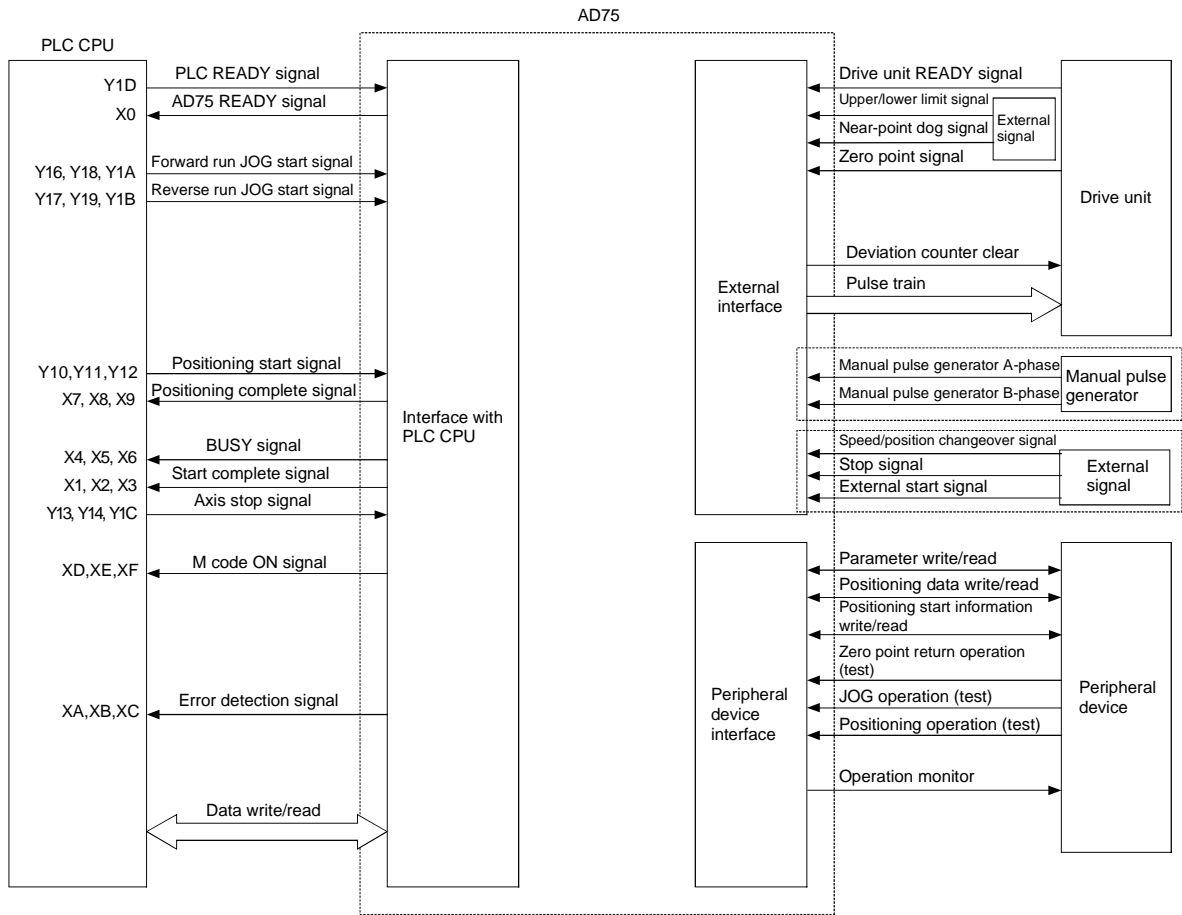 AD75
PLC CPU
Y1D
PLC READY signal
X0
AD75 READY signal
Y16, Y18, Y1A
Forward run JOG start signal
Y17, Y19, Y1B
Reverse run JOG start signal
Y10,Y11,Y12
Positioning start signal
X7, X8, X9
Positioning complete signal
X4, X5, X6
BUSY signal
X1, X2, X3
Start complete signal
Y13, Y14, Y1C
Axis stop signal
XD,XE,XF
M code ON signal
XA,XB,XC
Error detection signal
Data write/read
Interface with
PLC CPU
External
interface
Drive unit READY signal
Upper/lower limit signal
Near-point dog signal
Zero point signal
External
signal
Drive unit
Deviation counter clear
Pulse train
Manual pulse generator A-phase
Manual pulse generator B-phase
Manual pulse
generator
Speed/position changeover signal
Stop signal
External start signal
External
signal
Peripheral
device
interface
Parameter write/read
Positioning data write/read
Positioning start information
write/read
Zero point return operation
(test)
JOG operation (test)
Positioning operation (test)
Operation monitor
Peripheral
device